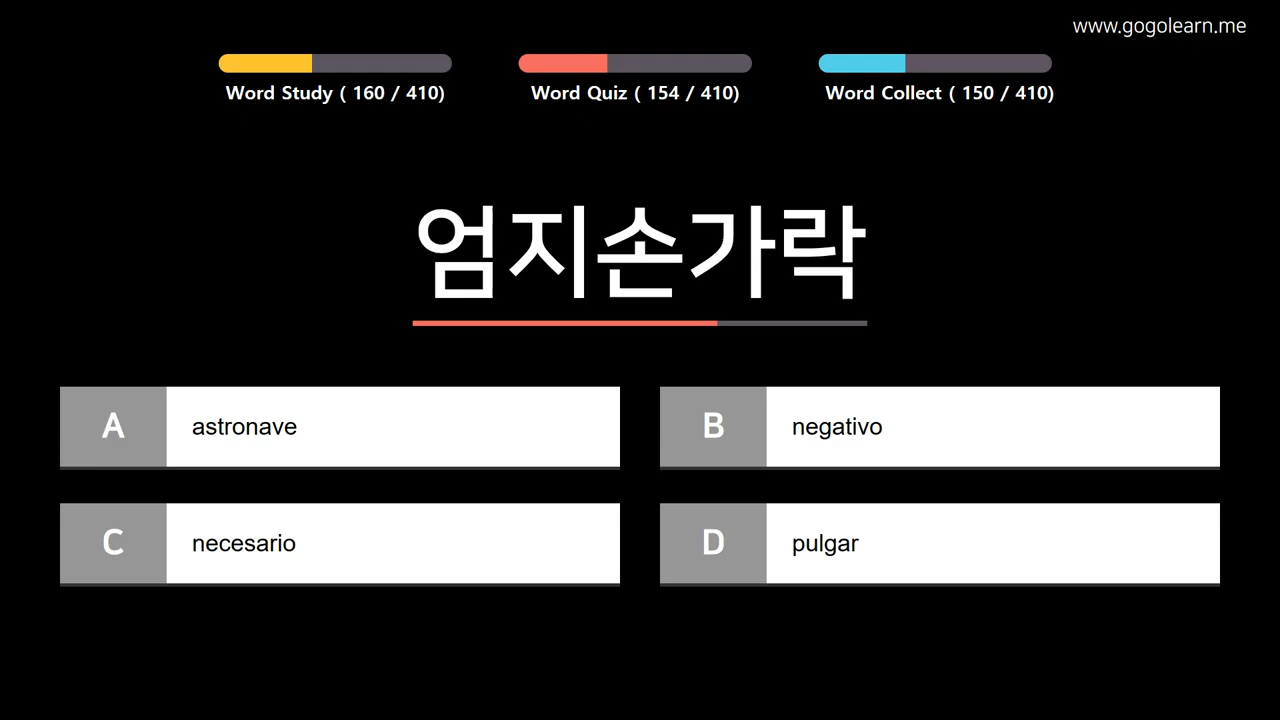 www.gogolearn.me
Word Study ( 160 / 410)
Word Quiz ( 154 / 410)
Word Collect ( 150 / 410)
엄지손가락
A astronave
B negativo
C necesario
D pulgar